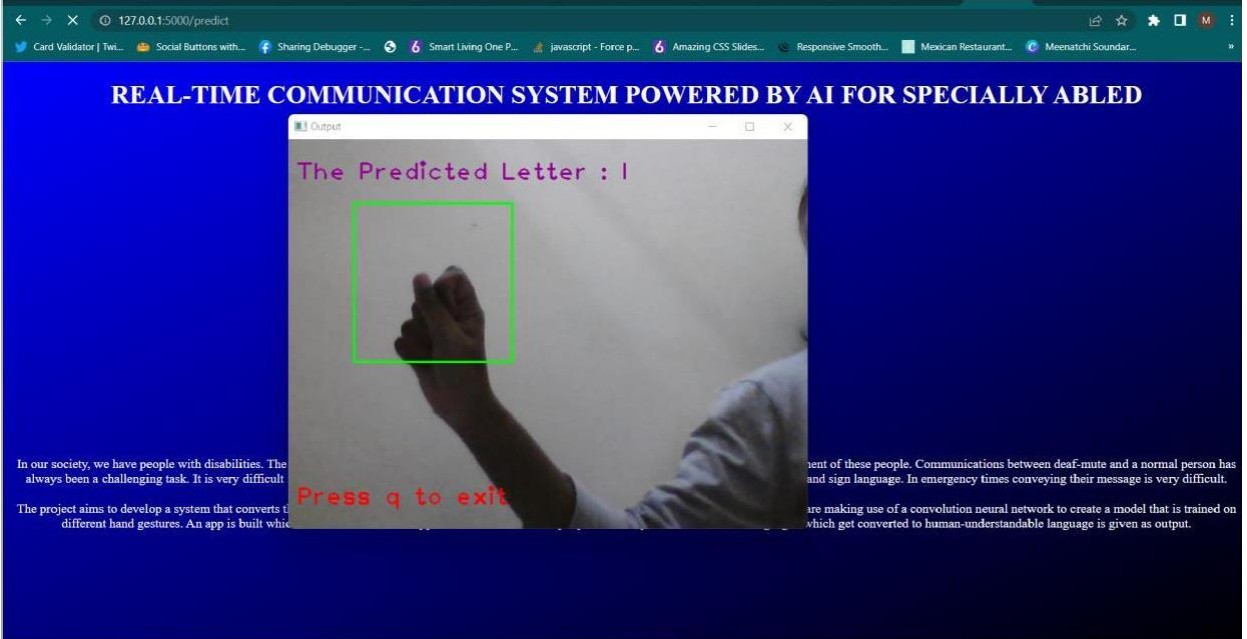 127.0.0.1:5000/predict
M
Card Validator | Twi...
Social Buttons with...
Sharing Debugger -...
Smart Living One P...
javascript - Force p...
Amazing CSS Slides...
Responsive Smooth...
Mexican Restaurant...
Meenatchi Soundar...
»
REAL-TIME COMMUNICATION SYSTEM POWERED BY AI FOR SPECIALLY ABLED
Output
The Predicted Letter : I
Press q to exit
In our society, we have people with disabilities. The
of these people. Communications between deaf-mute and a normal person has
always been a challenging task. It is very difficult
and sign language. In emergency times conveying their message is very difficult.
The project aims to develop a system that converts
are making use of a convolution neural network to create a model that is trained on
different hand gestures. An app is built
which get converted to human-understandable language is given as output.